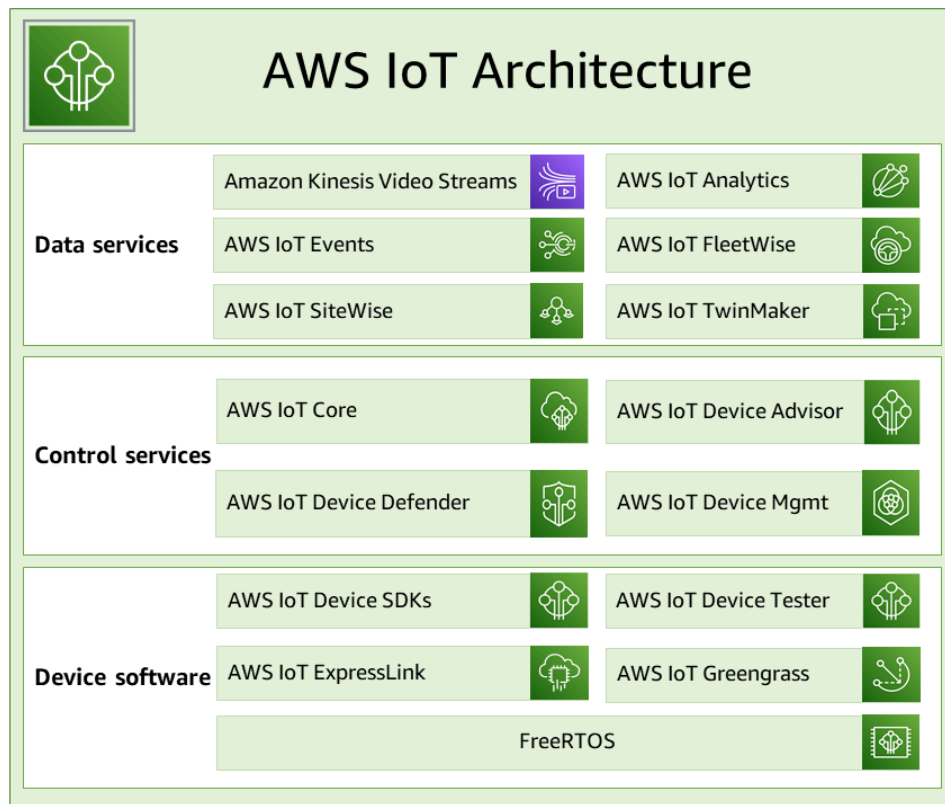 AWS IoT Architecture
Data services
Amazon Kinesis Video Streams
AWS IoT Analytics
AWS IoT Events
AWS IoT FleetWise
AWS IoT SiteWise
AWS IoT TwinMaker
Control services
AWS IoT Core
AWS IoT Device Advisor
AWS IoT Device Defender
AWS IoT Device Mgmt
Device software
AWS IoT Device SDKs
AWS IoT Device Tester
AWS IoT ExpressLink
AWS IoT Greengrass
FreeRTOS